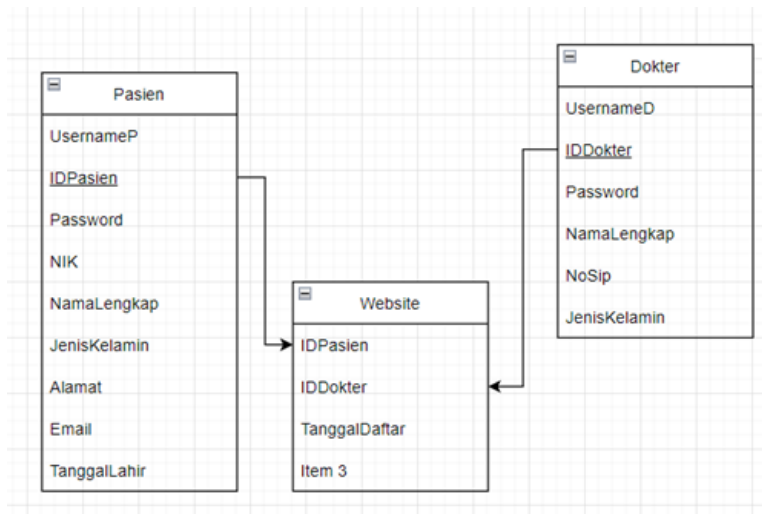 Pasien
UsernameP
IDPasien
Password
NIK
NamaLengkap
JenisKelamin
Alamat
Email
TanggalLahir
Website
IDPasien
IDDokter
TanggalDaftar
Item 3
Dokter
UsernameD
IDDokter
Password
NamaLengkap
NoSip
JenisKelamin